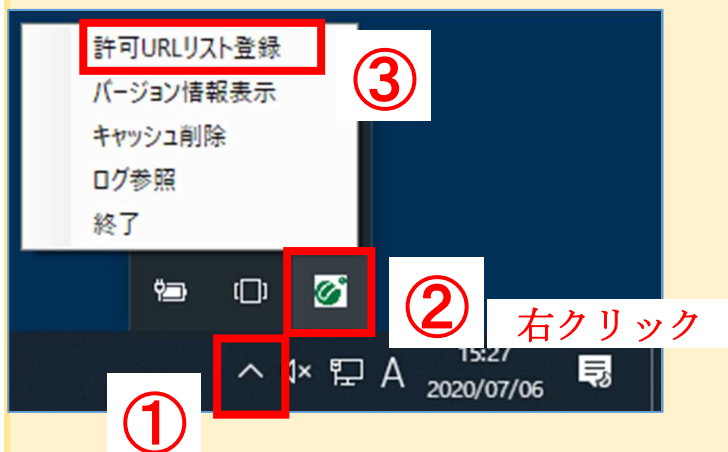 許可URLリスト登録
③
バージョン情報表示
キャッシュ削除
ログ参照
終了
②
右クリック
A
15:27
2020/07/06
①